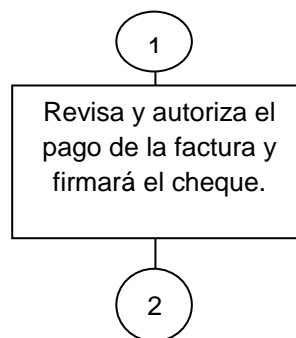 1
Revisa y autoriza el
pago de la factura y
firmará el cheque.
2